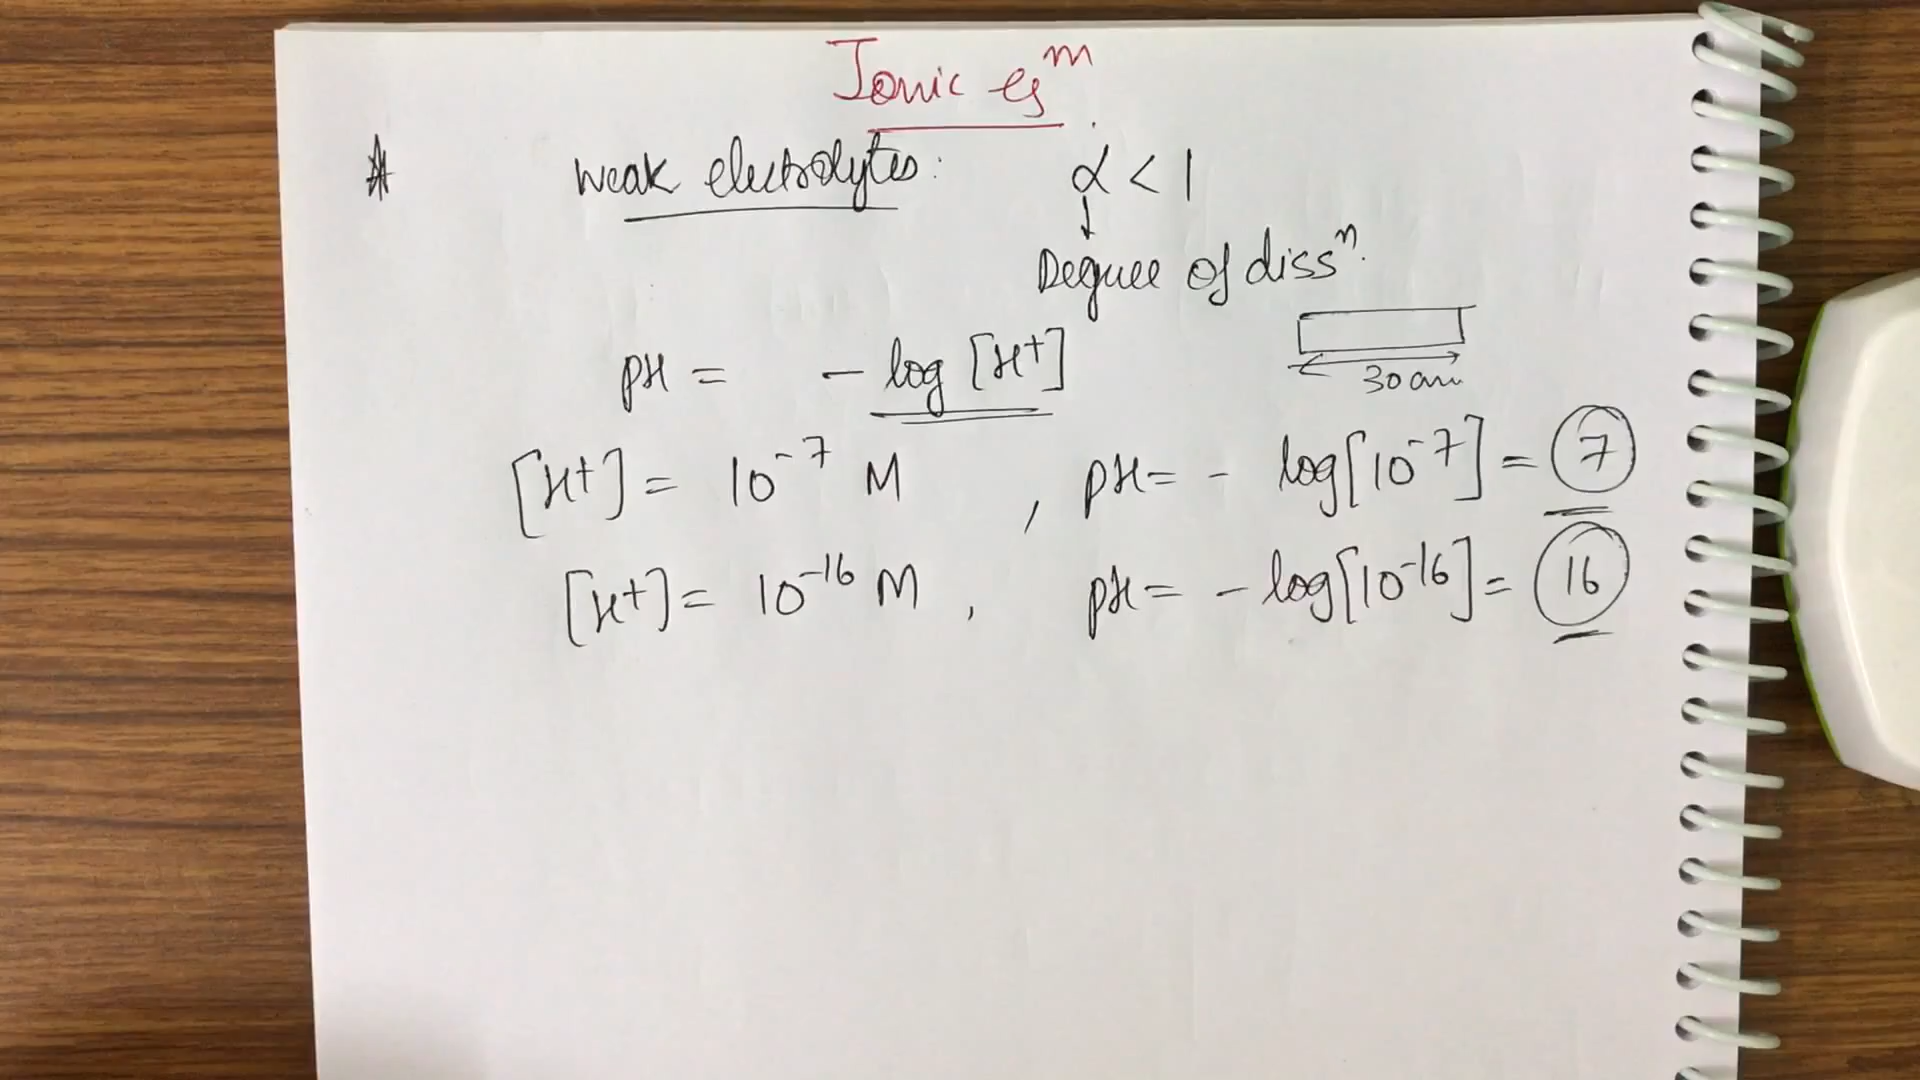 Ionic eqᵐ
* Weak electrolytes: α < 1
↓
Degree of dissⁿ.
pH = - log [H+]
30 cm
[H+] = 10⁻⁷ M , pH = - log[10⁻⁷] = 7
[H+] = 10⁻¹⁶ M , pH = - log[10⁻¹⁶] = 16